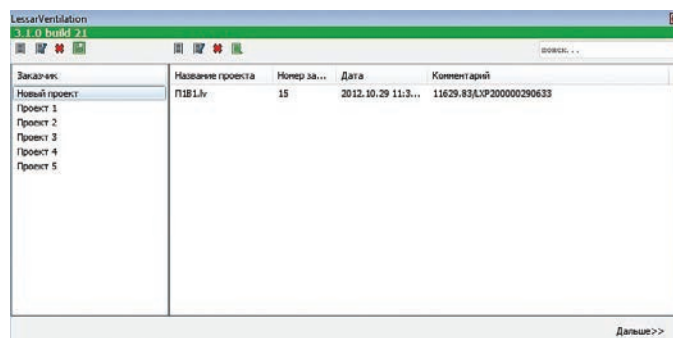 LessarVentilation
3.1.0 build 21
поиск...
Заказчик
Название проекта Номер за... Дата Комментарий
Новый проект
П1В1.lv 15 2012.10.29 11:3... 11629.83/LXP200000290633
Проект 1
Проект 2
Проект 3
Проект 4
Проект 5
Дальше>>